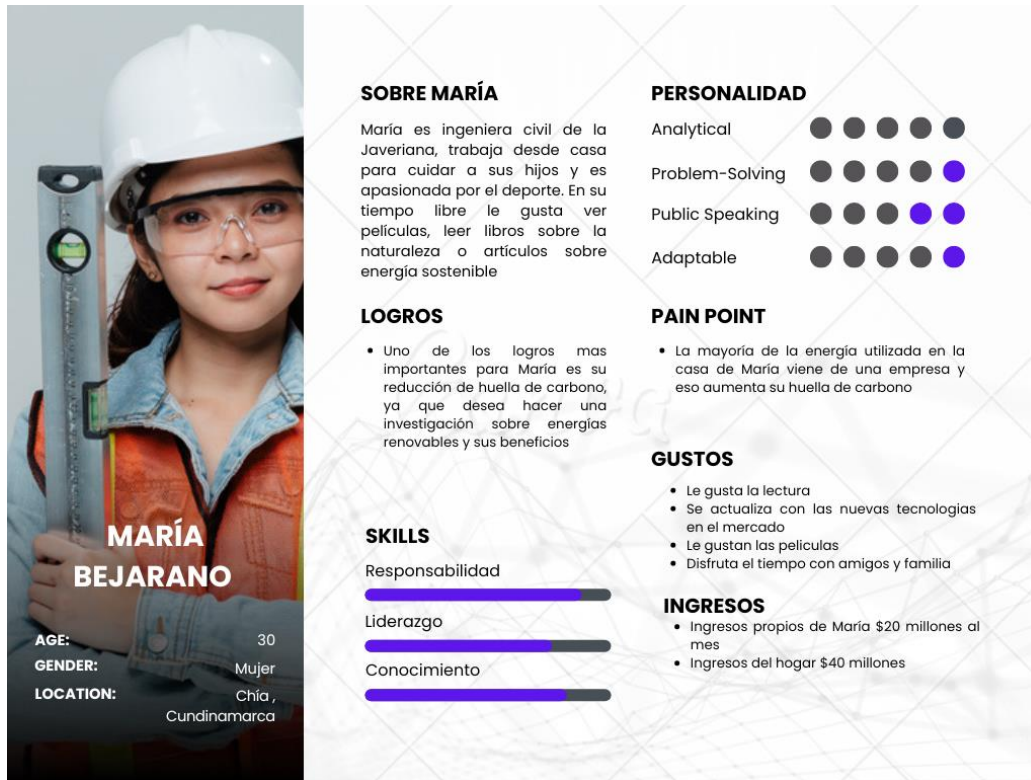 SOBRE MARÍA
María es ingeniera civil de la
Javeriana, trabaja desde casa
para cuidar a sus hijos y es
apasionada por el deporte. En su
tiempo libre le gusta ver
películas, leer libros sobre la
naturaleza o artículos sobre
energía sostenible
LOGROS
Uno de los logros mas
importantes para María es su
reducción de huella de carbono,
ya que desea hacer una
investigación sobre energías
renovables y sus beneficios
SKILLS
Responsabilidad
Liderazgo
Conocimiento
PERSONALIDAD
Analytical
Problem-Solving
Public Speaking
Adaptable
PAIN POINT
La mayoría de la energía utilizada en la
casa de María viene de una empresa y
eso aumenta su huella de carbono
GUSTOS
Le gusta la lectura
Se actualiza con las nuevas tecnologias
en el mercado
Le gustan las películas
Disfruta el tiempo con amigos y familia
INGRESOS
Ingresos propios de María $20 millones al
mes
Ingresos del hogar $40 millones
MARÍA
BEJARANO
AGE: 30
GENDER: Mujer
LOCATION: Chía ,
Cundinamarca
Canva